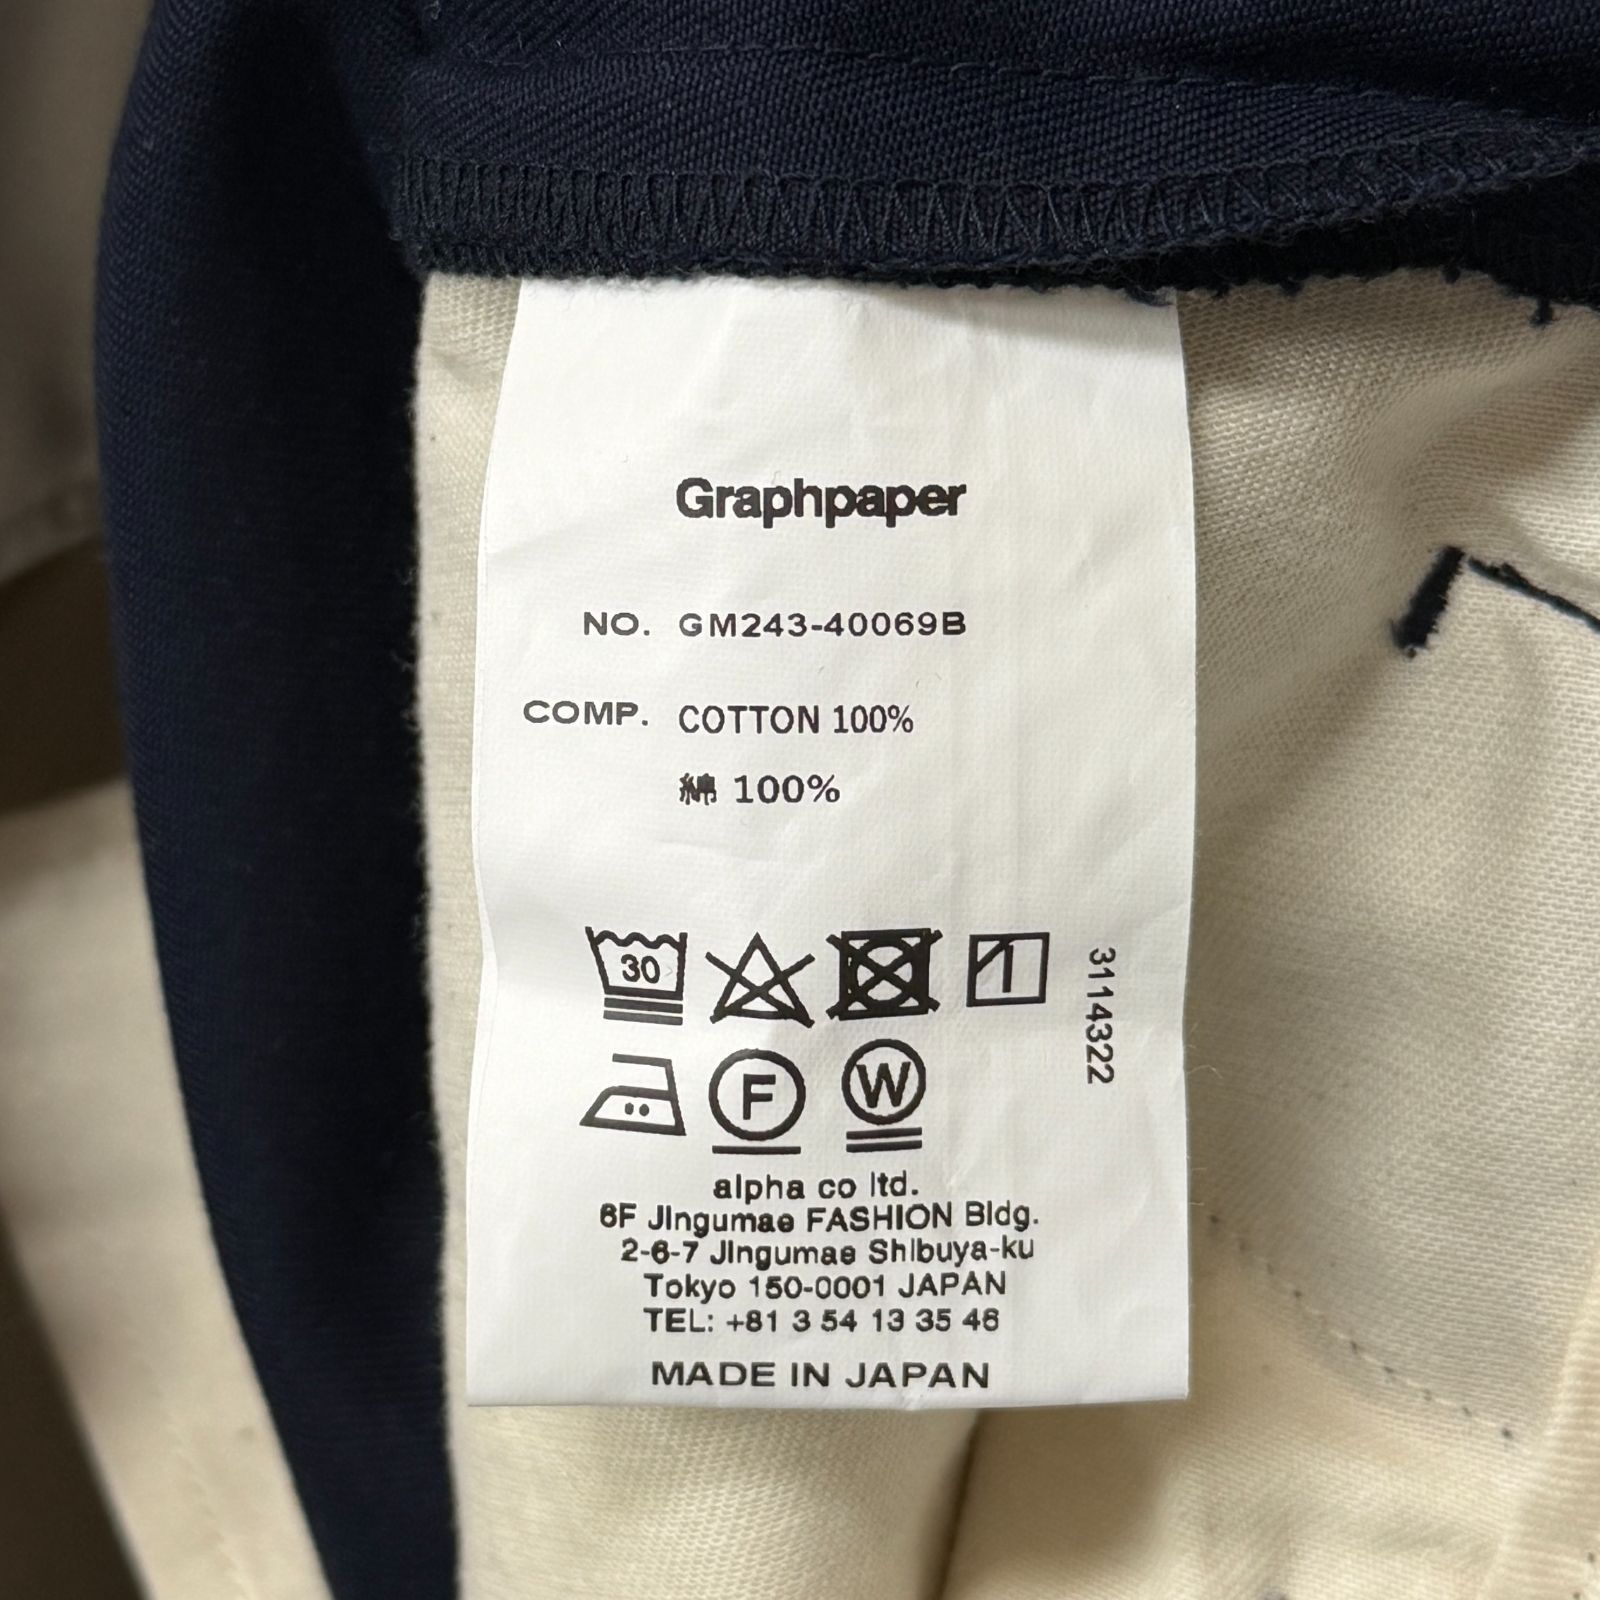 Graphpaper
NO. GM243-40069B
COMP. COTTON 100%
綿 100%
30
3114322
F
W
alpha co ltd.
6F Jingumae FASHION Bldg.
2-6-7 Jingumae Shibuya-ku
Tokyo 150-0001 JAPAN
TEL: +81 3 54 13 35 46
MADE IN JAPAN